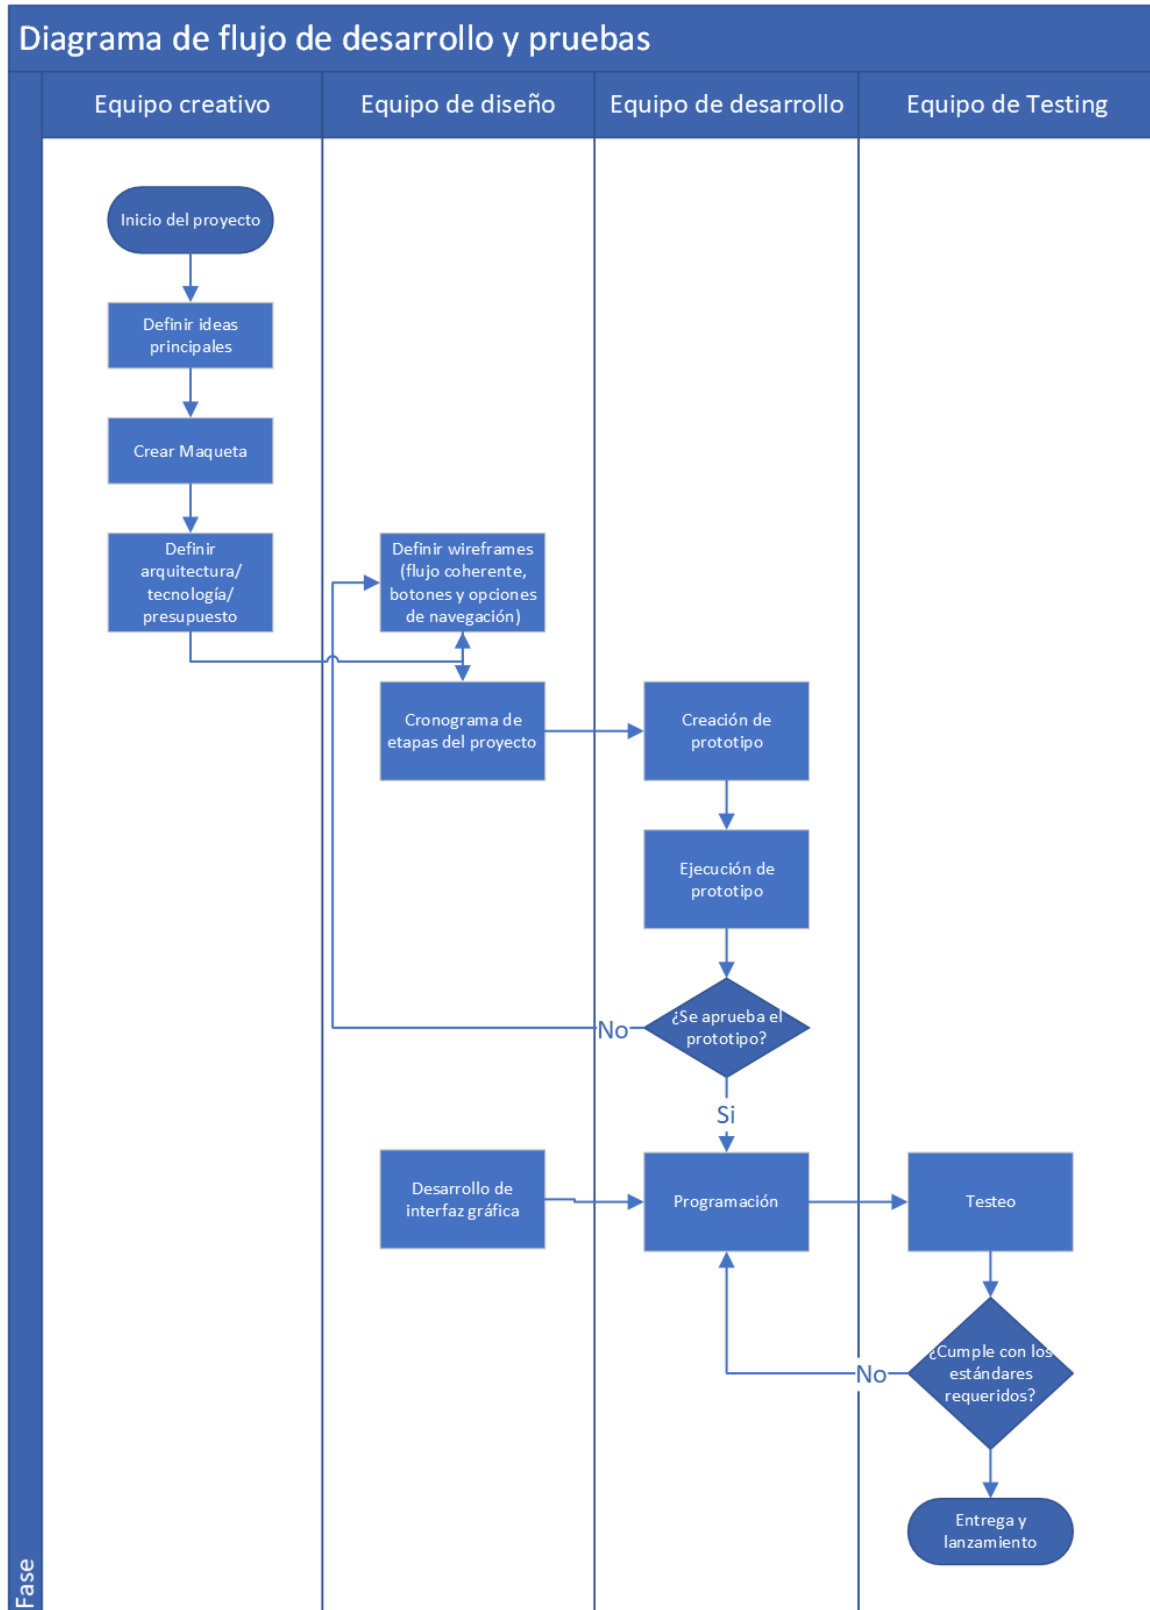 Diagrama de flujo de desarrollo y pruebas
Equipo creativo
Equipo de diseño
Equipo de desarrollo
Equipo de Testing
Inicio del proyecto
Definir ideas
principales
Crear Maqueta
Definir
arquitectura/
tecnología/
presupuesto
Definir wireframes
(flujo coherente,
botones y opciones
de navegación)
Cronograma de
etapas del proyecto
Creación de
prototipo
Ejecución de
prototipo
¿Se aprueba el
prototipo?
No
Si
Desarrollo de
interfaz gráfica
Programación
Testeo
¿Cumple con los
estándares
requeridos?
No
Entrega y
lanzamiento
Fase